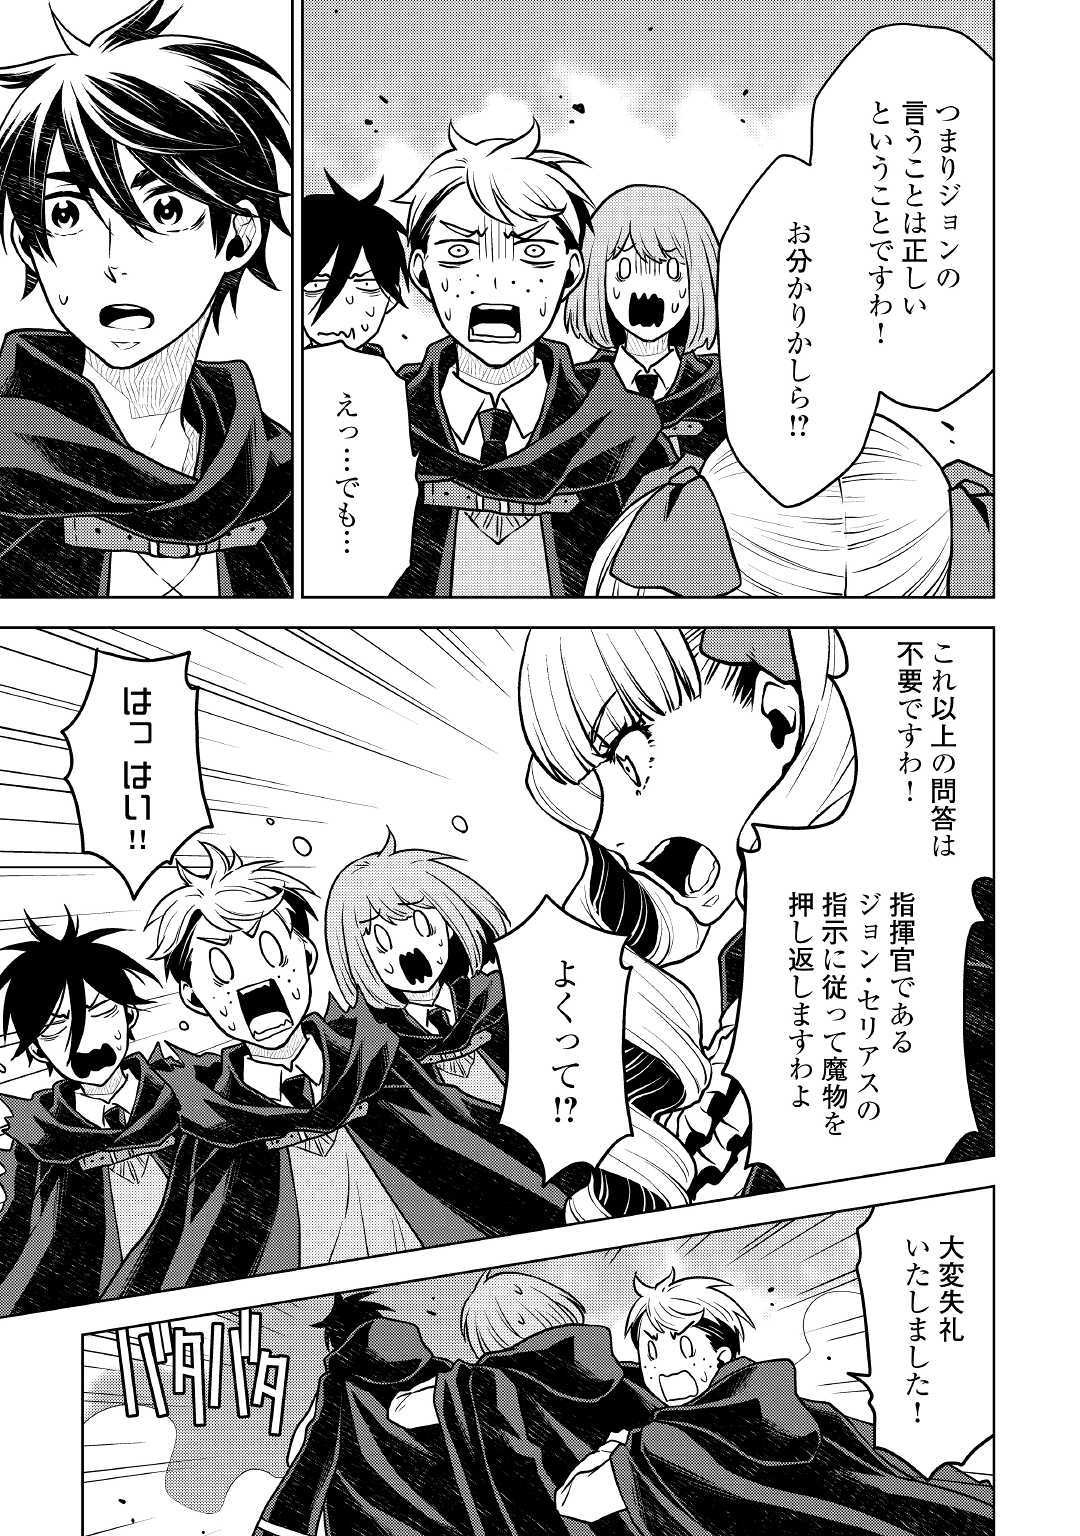 つまりジョンの
言うことは正しい
ということですわ！
お分かりかしら!?
えっ…でも…
これ以上の問答は
不要ですわ！
指揮官である
ジョン・セリアスの
指示に従って魔物を
押し返しますわよ
よくって!?
はっ はい!!
大変失礼
いたしました！
バタバタ